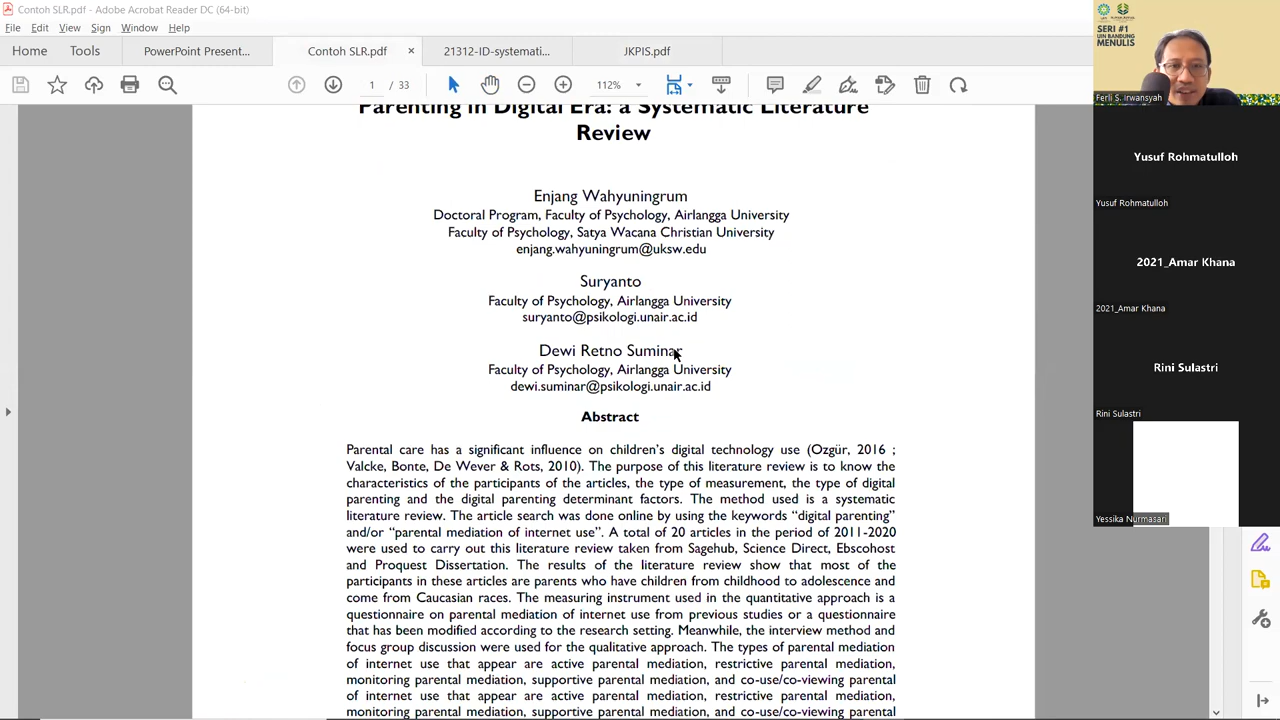 Contoh SLR.pdf - Adobe Acrobat Reader DC (64-bit)
File Edit View Sign Window Help
Home Tools PowerPoint Present... Contoh SLR.pdf × 21312-ID-systemati... JKPIS.pdf
1 / 33 112%
Parenting in Digital Era: a Systematic Literature
Review
Enjang Wahyuningrum
Doctoral Program, Faculty of Psychology, Airlangga University
Faculty of Psychology, Satya Wacana Christian University
enjang.wahyuningrum@uksw.edu
Suryanto
Faculty of Psychology, Airlangga University
suryanto@psikologi.unair.ac.id
Dewi Retno Suminar
Faculty of Psychology, Airlangga University
dewi.suminar@psikologi.unair.ac.id
Abstract
Parental care has a significant influence on children's digital technology use (Ozgür, 2016 ;
Valcke, Bonte, De Wever & Rots, 2010). The purpose of this literature review is to know the
characteristics of the participants of the articles, the type of measurement, the type of digital
parenting and the digital parenting determinant factors. The method used is a systematic
literature review. The article search was done online by using the keywords “digital parenting”
and/or “parental mediation of internet use”. A total of 20 articles in the period of 2011-2020
were used to carry out this literature review taken from Sagehub, Science Direct, Ebscohost
and Proquest Dissertation. The results of the literature review show that most of the
participants in these articles are parents who have children from childhood to adolescence and
come from Caucasian races. The measuring instrument used in the quantitative approach is a
questionnaire on parental mediation of internet use from previous studies or a questionnaire
that has been modified according to the research setting. Meanwhile, the interview method and
focus group discussion were used for the qualitative approach. The types of parental mediation
of internet use that appear are active parental mediation, restrictive parental mediation,
monitoring parental mediation, supportive parental mediation, and co-use/co-viewing parental
of internet use that appear are active parental mediation, restrictive parental mediation,
monitoring parental mediation, supportive parental mediation, and co-use/co-viewing parental
SERI #1
UIN BANDUNG
MENULIS
Ferli S. Irwansyah
Yusuf Rohmatulloh
Yusuf Rohmatulloh
2021_Amar Khana
2021_Amar Khana
Rini Sulastri
Rini Sulastri
Yessika Nurmasari